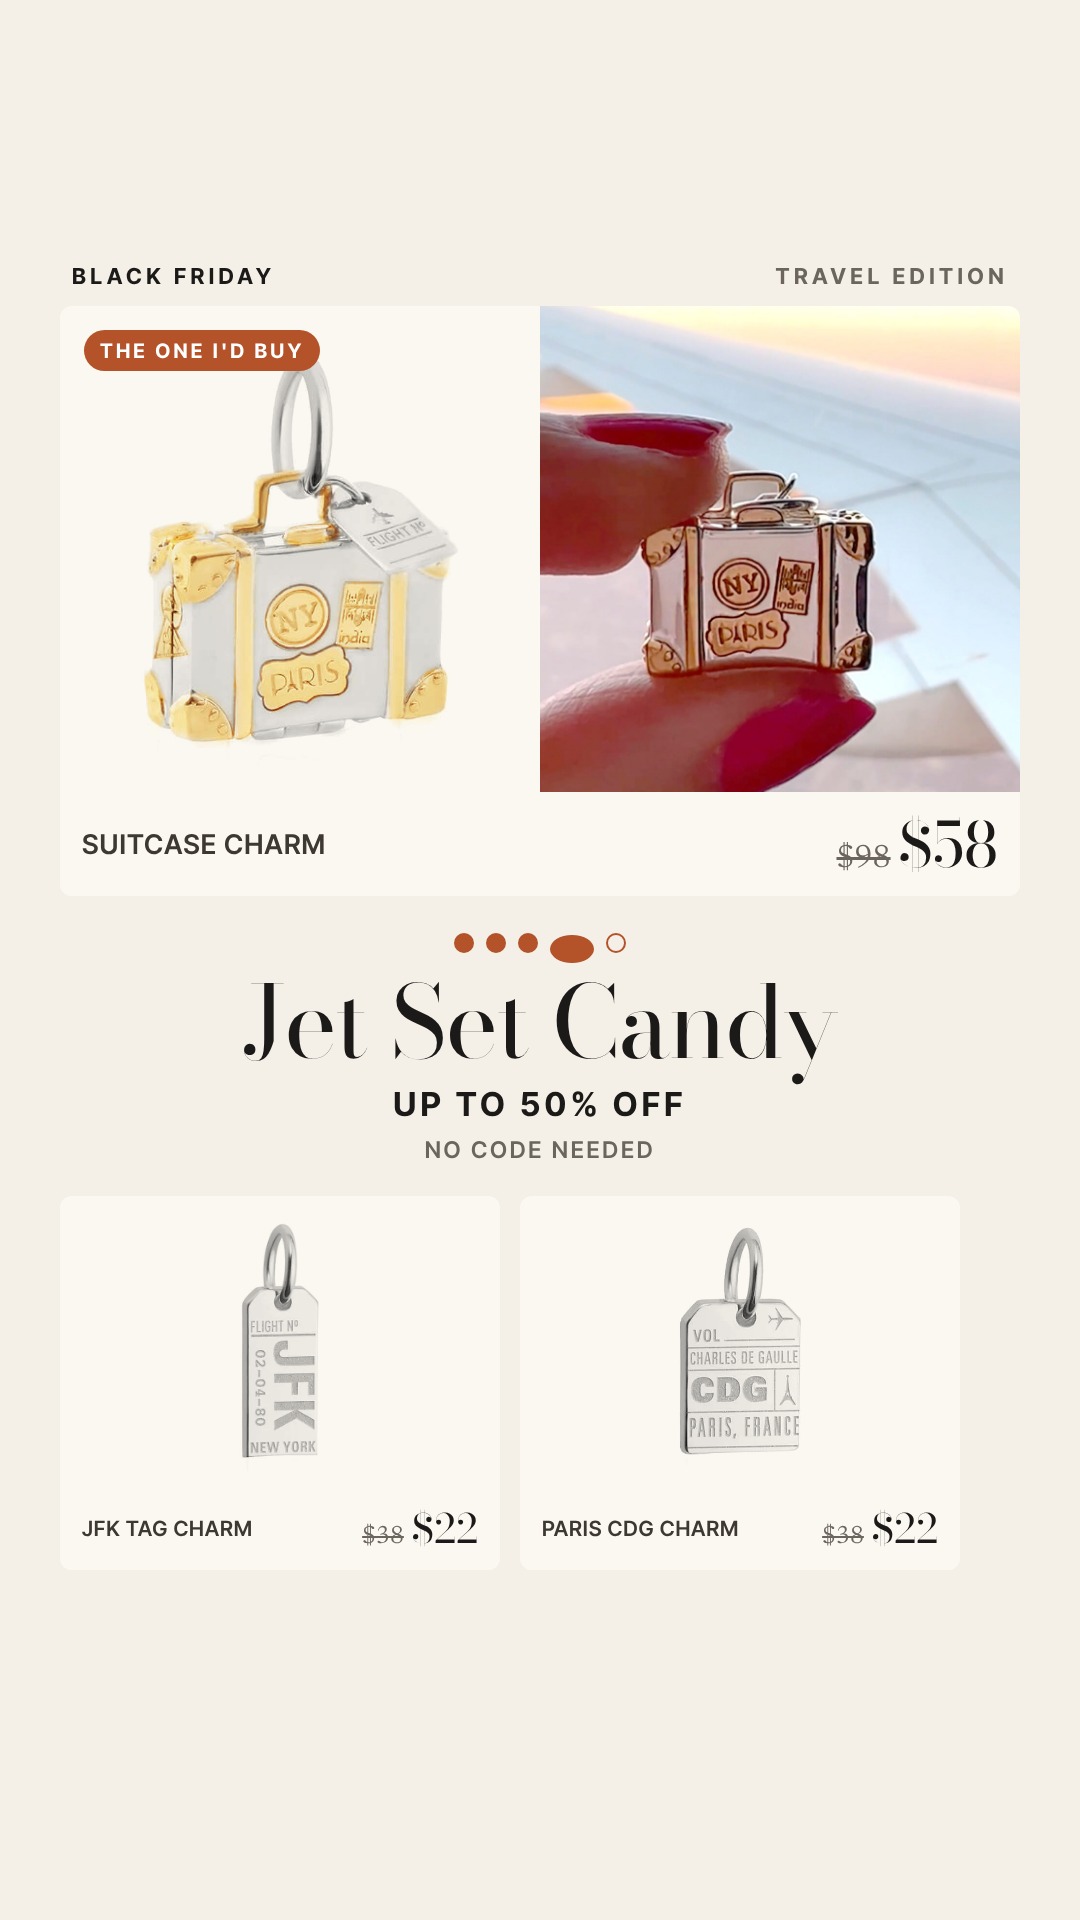 BLACK FRIDAY
TRAVEL EDITION
THE ONE I'D BUY
FLIGHT Nº
NY
india
PARIS
NY
india
PARIS
SUITCASE CHARM
$98 $58
Jet Set Candy
UP TO 50% OFF
NO CODE NEEDED
FLIGHT Nº
02-04-80
JFK
NEW YORK
VOL
CHARLES DE GAULLE
CDG
PARIS, FRANCE
JFK TAG CHARM
$38 $22
PARIS CDG CHARM
$38 $22